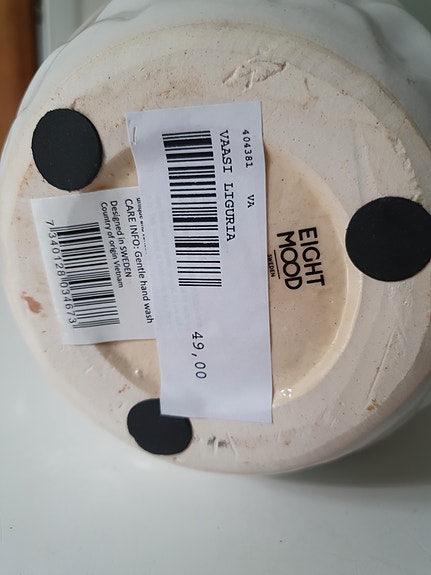 404381 VA
VAASI LIGURIA
49,00
EIGHT
MOOD
SWEDEN
CARE INFO: Gentle hand wash
Designed in SWEDEN
Country of origin Vietnam
7340128034673